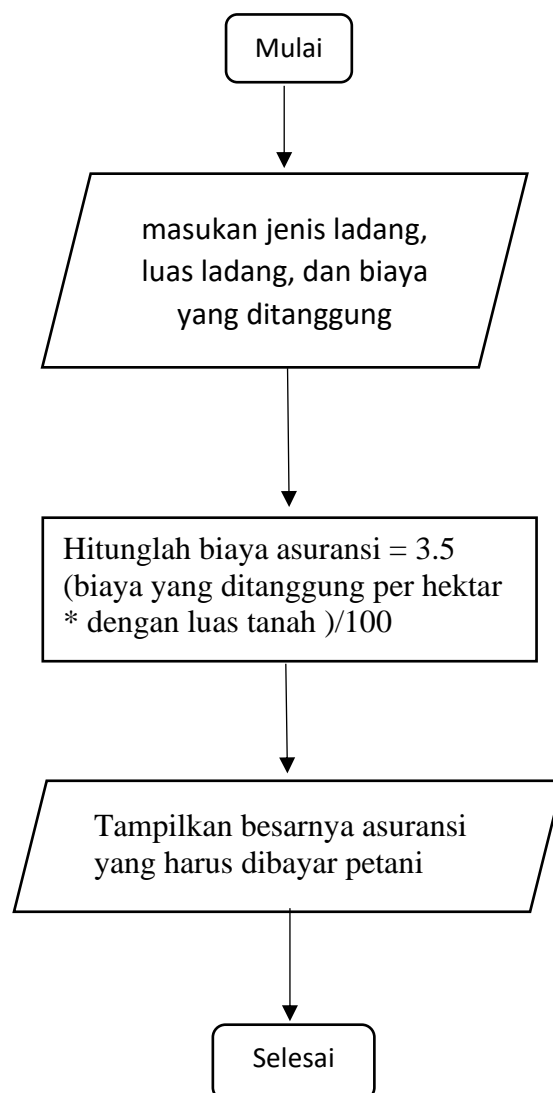 Mulai
masukan jenis ladang,
luas ladang, dan biaya
yang ditanggung
Hitunglah biaya asuransi = 3.5
(biaya yang ditanggung per hektar
* dengan luas tanah )/100
Tampilkan besarnya asuransi
yang harus dibayar petani
Selesai